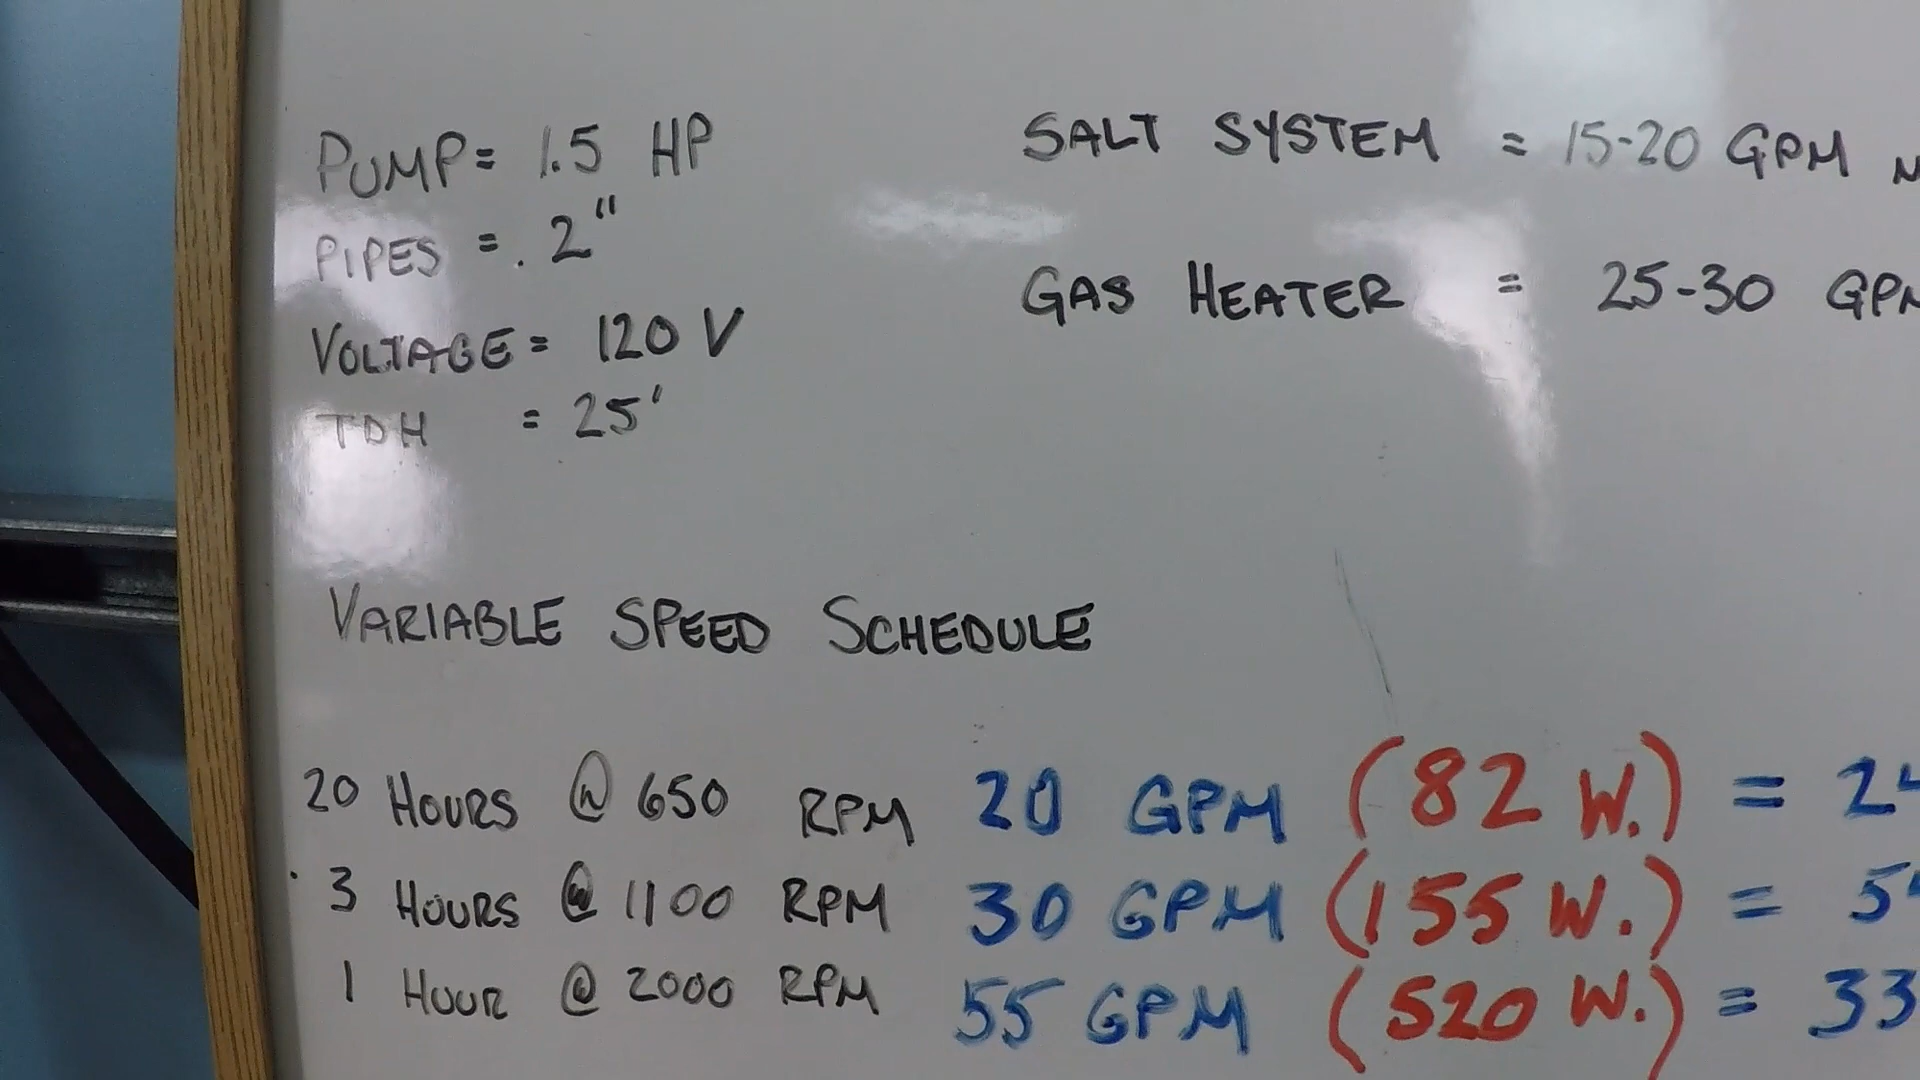 PUMP = 1.5 HP
PIPES = . 2"
VOLTAGE = 120 V
TDH = 25'
SALT SYSTEM = 15-20 GPM
GAS HEATER = 25-30
VARIABLE SPEED SCHEDULE
20 HOURS @ 650 RPM 20 GPM (82 W.) =
3 HOURS @ 1100 RPM 30 GPM (155 W.) =
1 HOUR @ 2000 RPM 55 GPM (520 W.) =